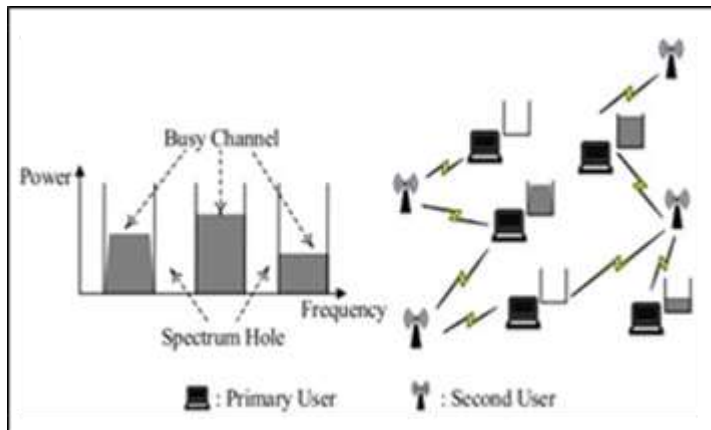 Busy Channel
Power
Frequency
Spectrum Hole
: Primary User
: Second User